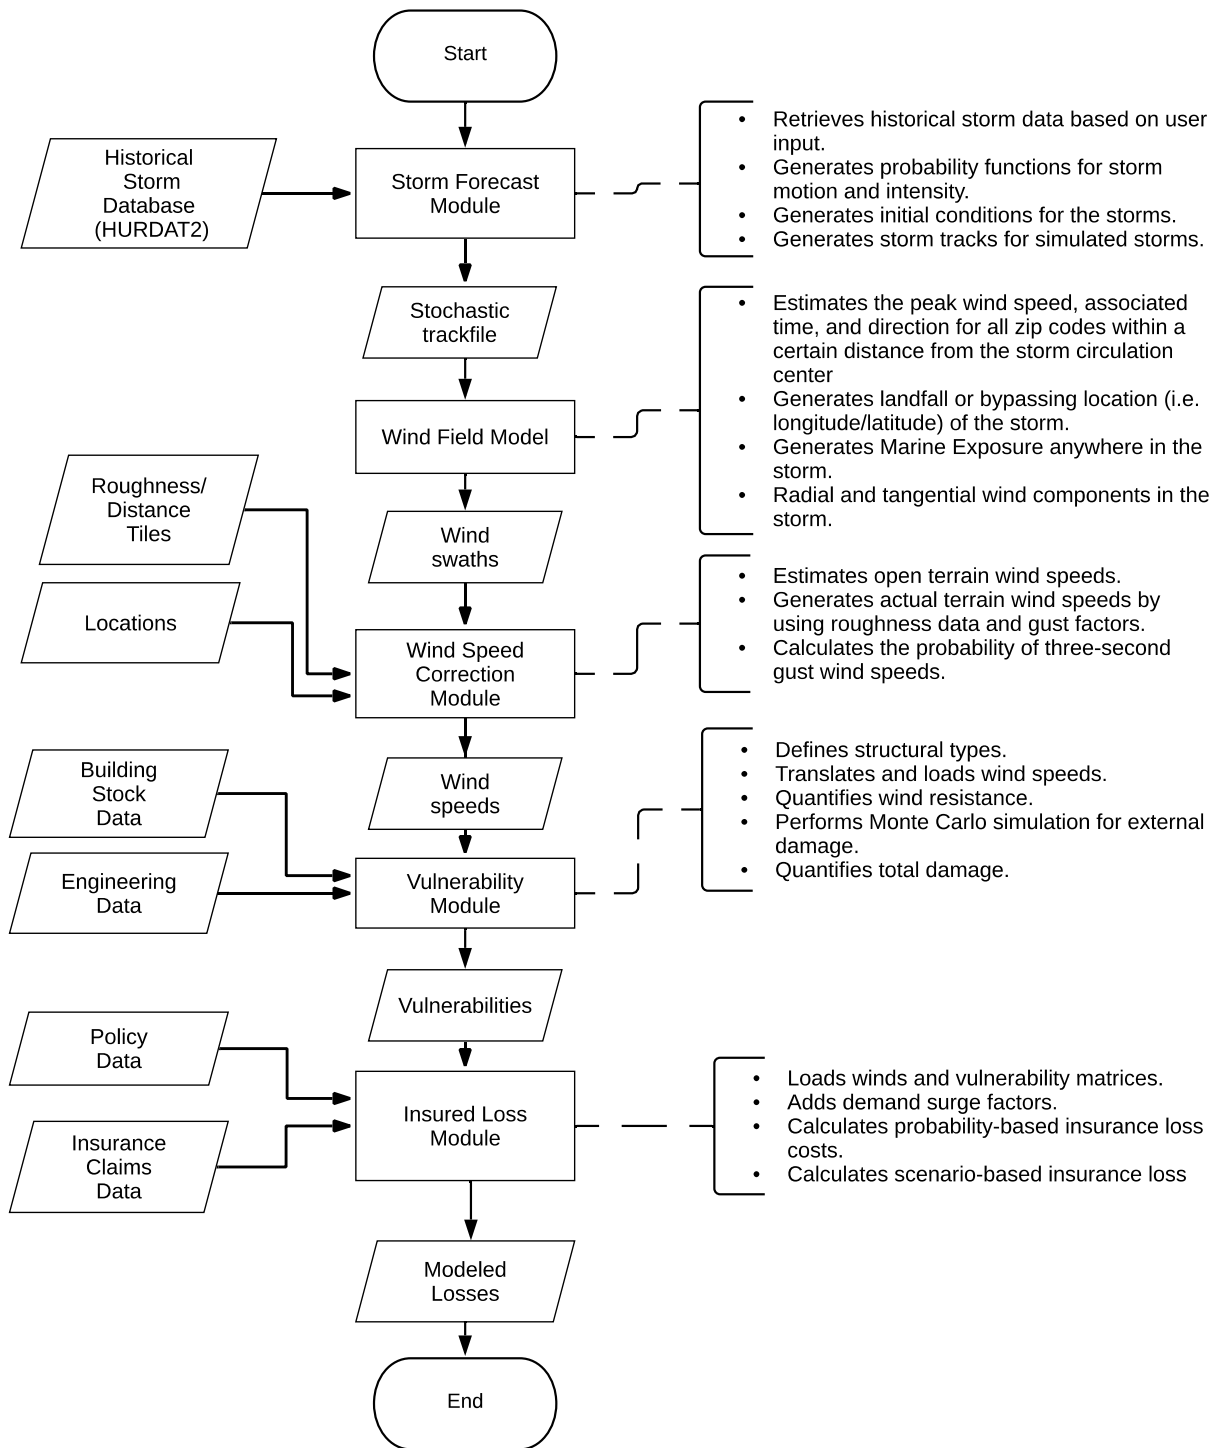 Start
• Retrieves historical storm data based on user
input.
• Generates probability functions for storm
motion and intensity.
• Generates initial conditions for the storms.
• Generates storm tracks for simulated storms.
Historical
Storm
Database
(HURDAT2)
Storm Forecast
Module
Stochastic
trackfile
• Estimates the peak wind speed, associated
time, and direction for all zip codes within a
certain distance from the storm circulation
center
• Generates landfall or bypassing location (i.e.
longitude/latitude) of the storm.
• Generates Marine Exposure anywhere in the
storm.
• Radial and tangential wind components in the
storm.
Wind Field Model
Roughness/
Distance
Tiles
Wind
swaths
Locations
• Estimates open terrain wind speeds.
• Generates actual terrain wind speeds by
using roughness data and gust factors.
• Calculates the probability of three-second
gust wind speeds.
Wind Speed
Correction
Module
Building
Stock
Data
Wind
speeds
• Defines structural types.
• Translates and loads wind speeds.
• Quantifies wind resistance.
• Performs Monte Carlo simulation for external
damage.
• Quantifies total damage.
Engineering
Data
Vulnerability
Module
Vulnerabilities
Policy
Data
Insurance
Claims
Data
Insured Loss
Module
• Loads winds and vulnerability matrices.
• Adds demand surge factors.
• Calculates probability-based insurance loss
costs.
• Calculates scenario-based insurance loss
Modeled
Losses
End